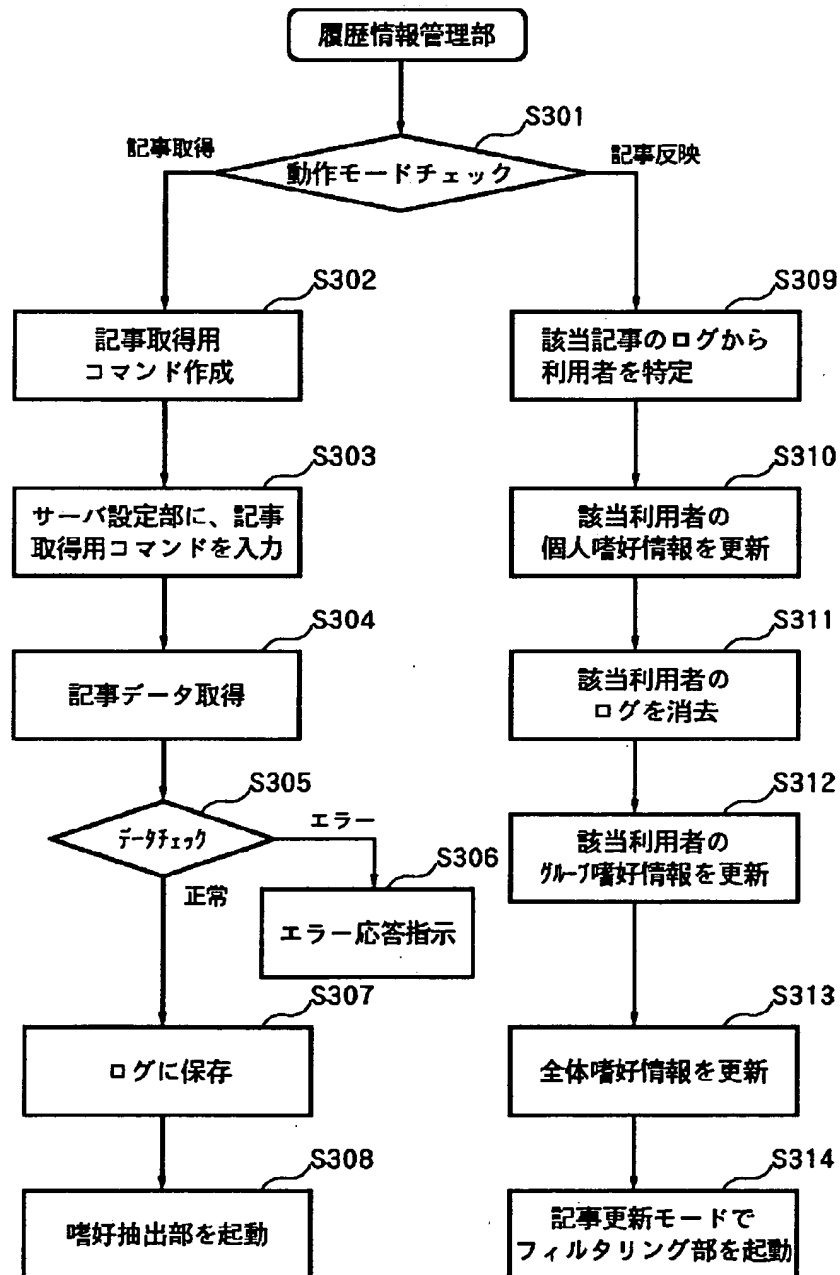 履歴情報管理部
S301
記事取得
動作モードチェック
記事反映
S302
記事取得用
コマンド作成
S303
サーバ設定部に、記事
取得用コマンドを入力
S304
記事データ取得
S305
データチェック
エラー
正常
S306
エラー応答指示
S307
ログに保存
S308
嗜好抽出部を起動
S309
該当記事のログから
利用者を特定
S310
該当利用者の
個人嗜好情報を更新
S311
該当利用者の
ログを消去
S312
該当利用者の
グループ嗜好情報を更新
S313
全体嗜好情報を更新
S314
記事更新モードで
フィルタリング部を起動